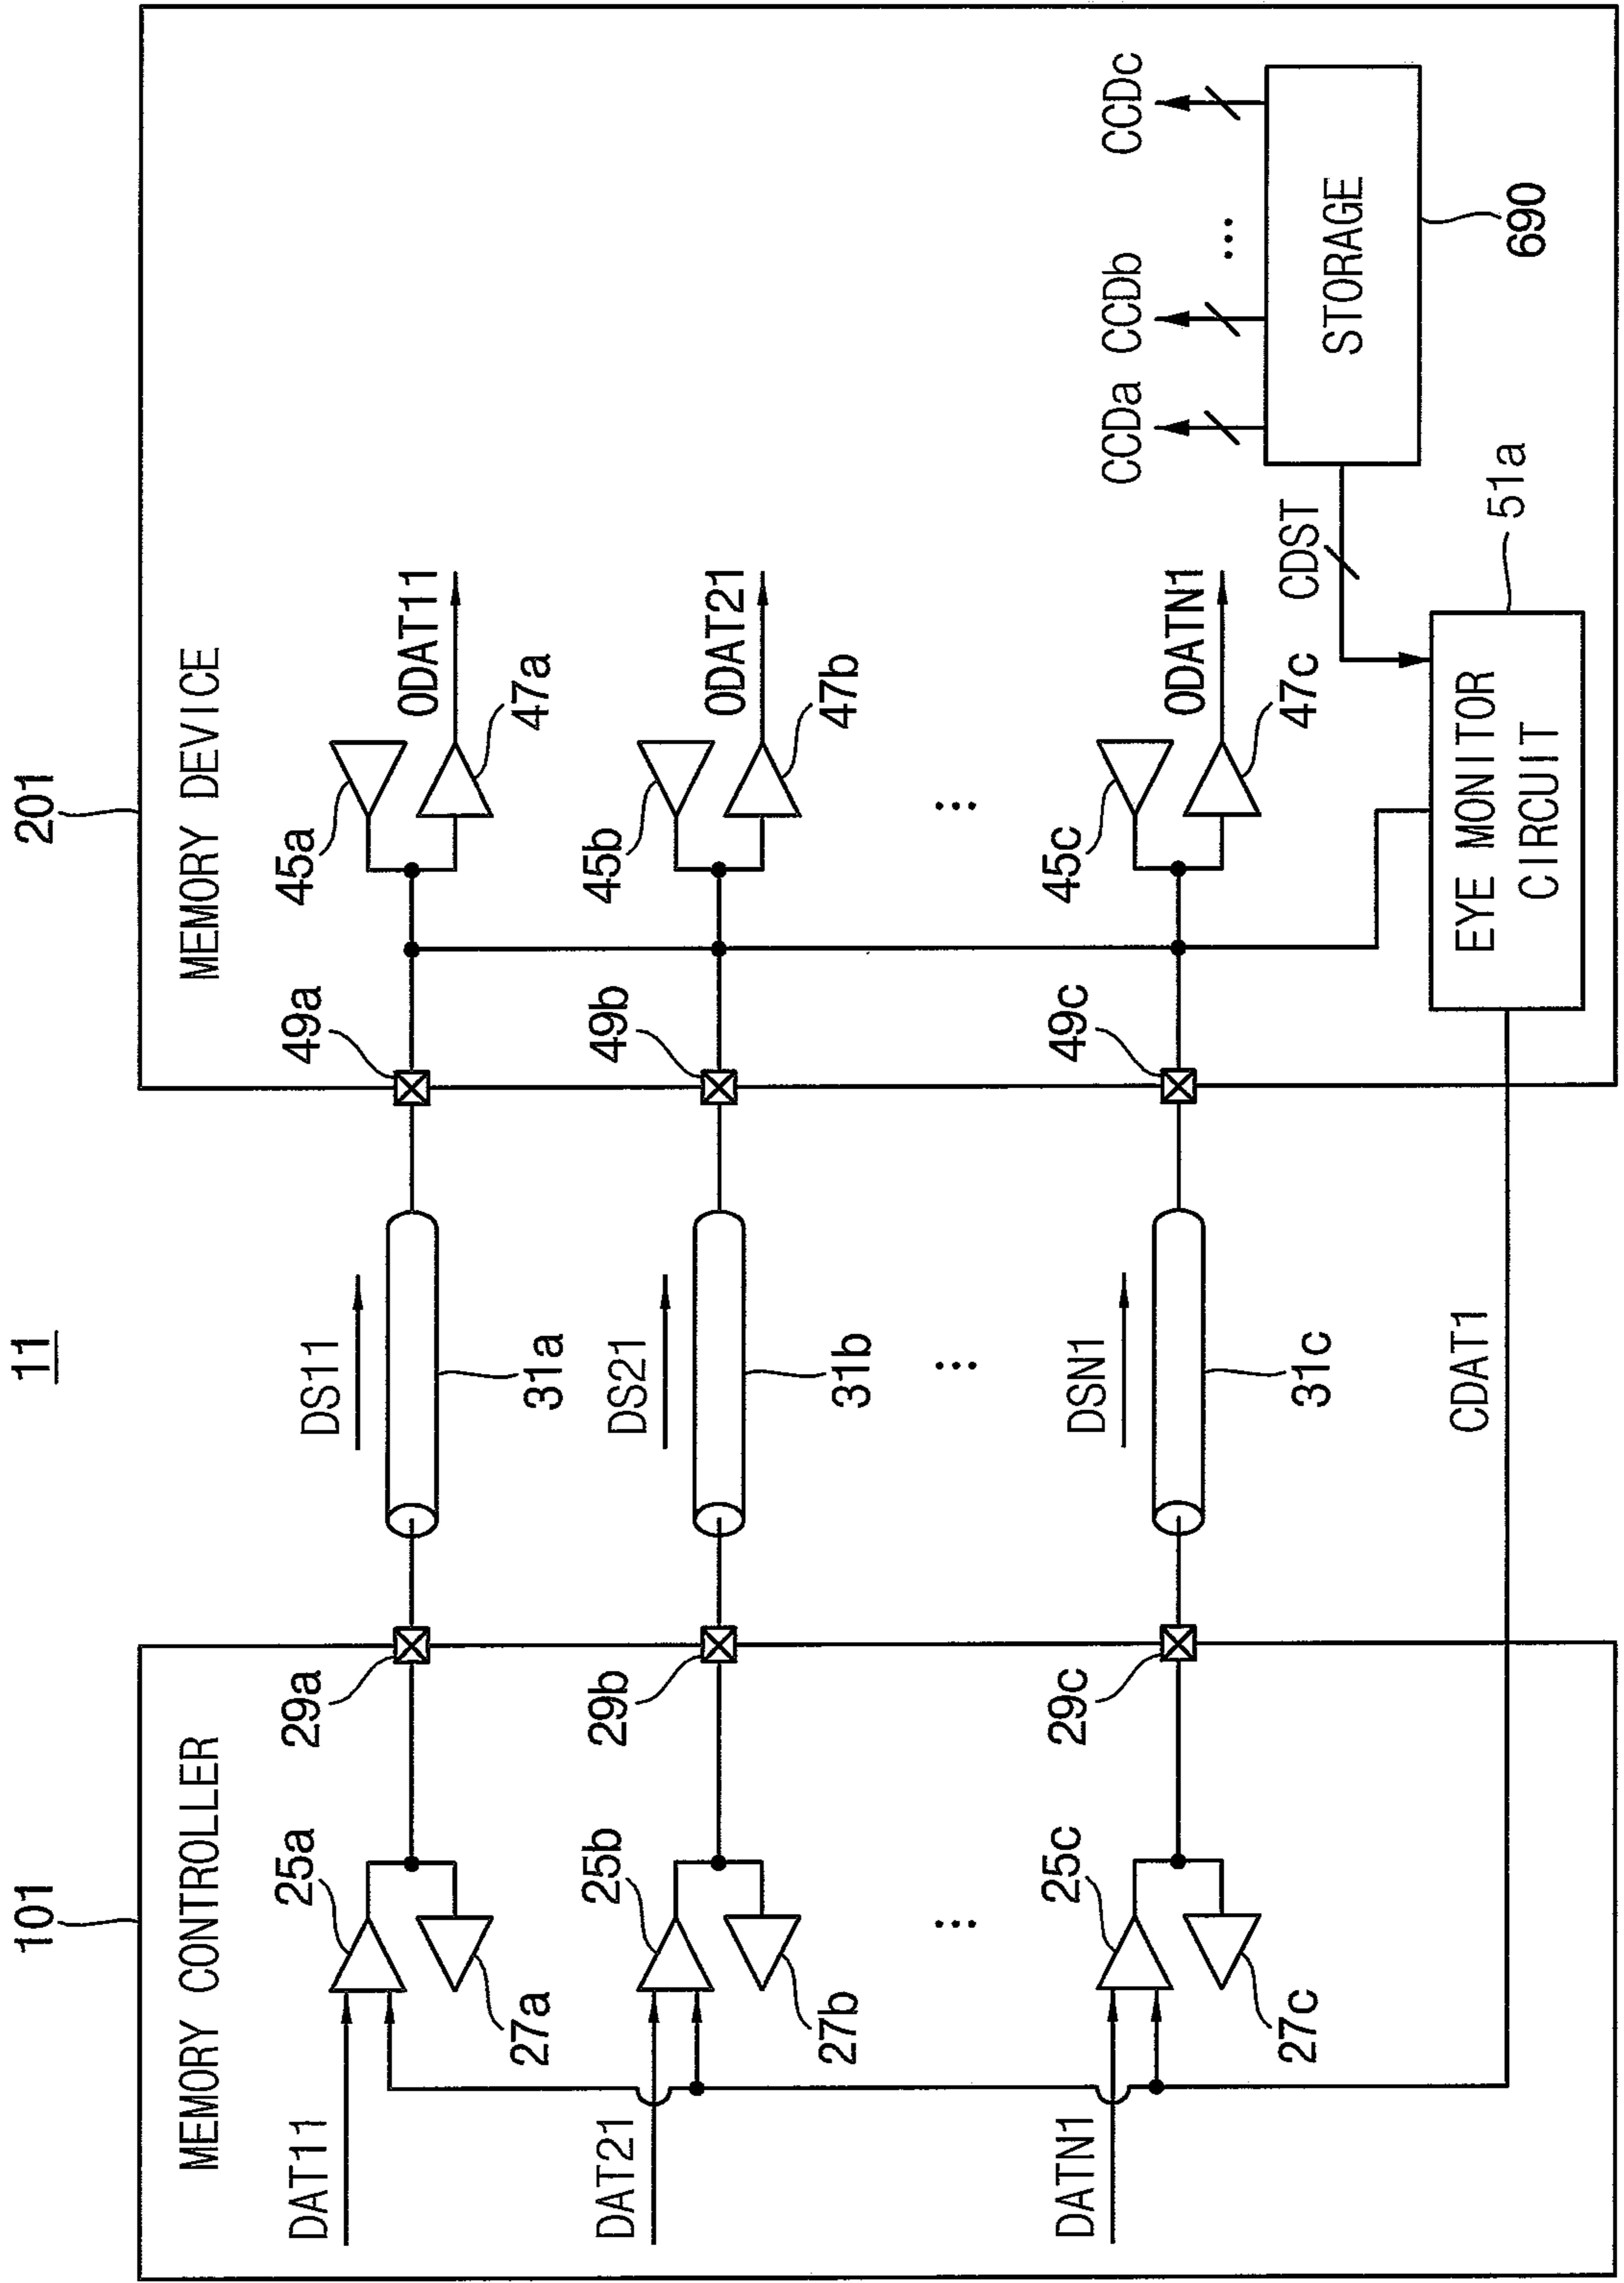 11
101
201
MEMORY CONTROLLER
MEMORY DEVICE
DAT11
25a
27a
29a
DS11
31a
49a
45a
47a
ODAT11
DAT21
25b
27b
29b
DS21
31b
49b
45b
47b
ODAT21
DATN1
25c
27c
29c
DSN1
31c
49c
45c
47c
ODATN1
CDAT1
EYE MONITOR
CIRCUIT
51a
CDST
STORAGE
690
CCDa
CCDb
...
CCDc